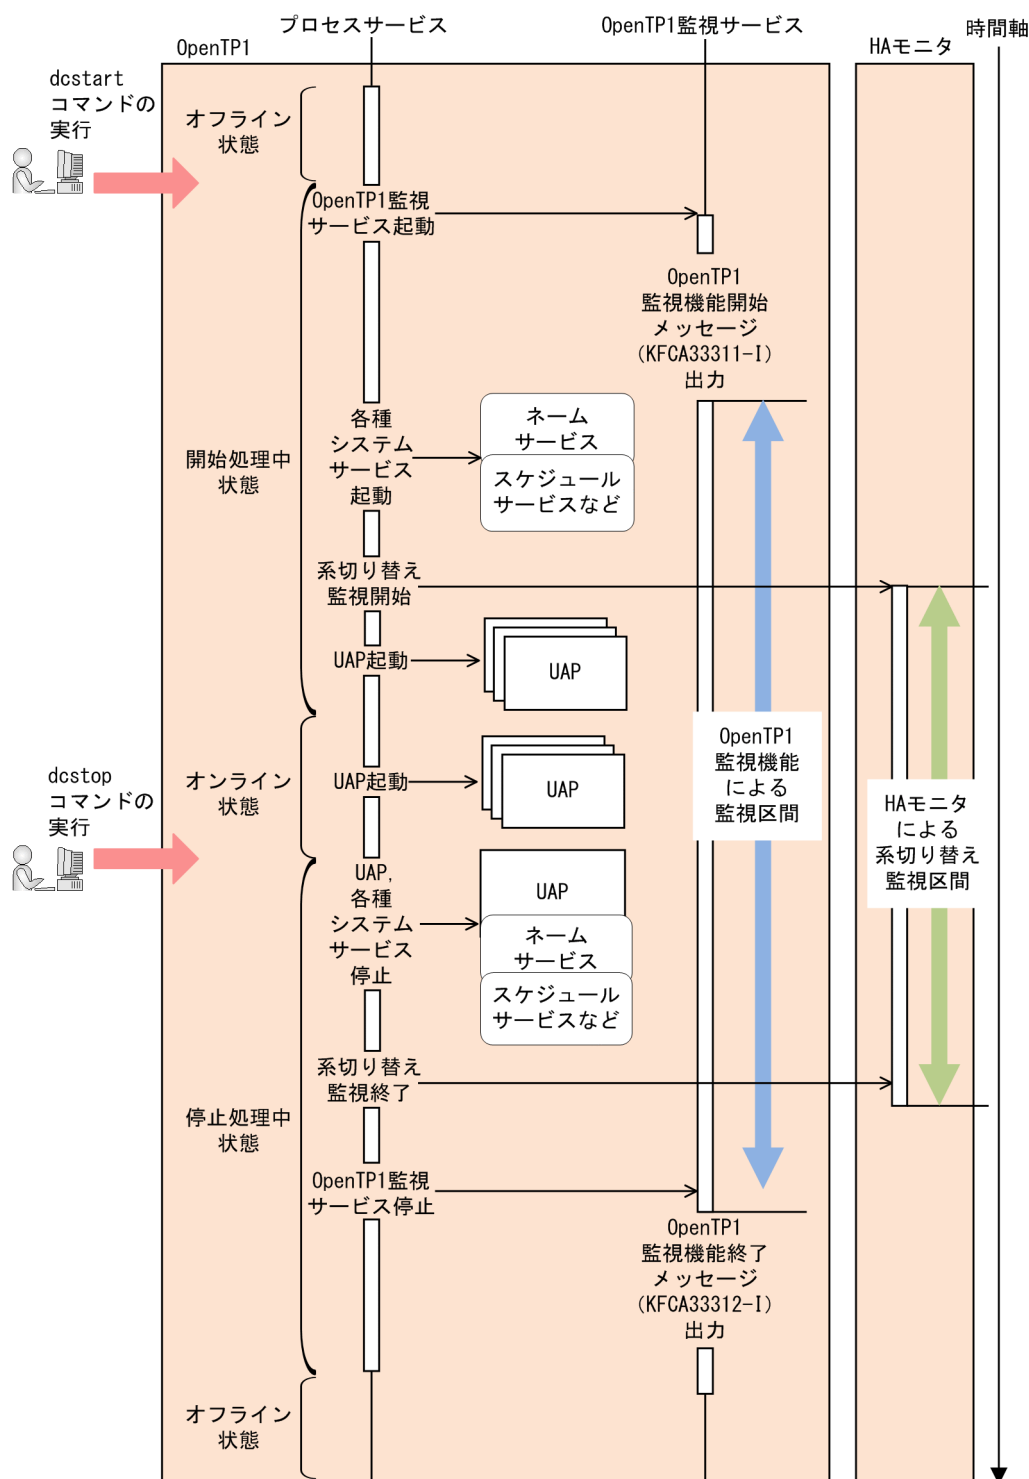 プロセスサービス
OpenTP1監視サービス
時間軸
OpenTP1
HAモニタ
dcstart
コマンドの
実行
オフライン
状態
OpenTP1監視
サービス起動
OpenTP1
監視機能開始
メッセージ
(KFCA33311-I)
出力
開始処理中
状態
各種
システム
サービス
起動
ネーム
サービス
スケジュール
サービスなど
系切り替え
監視開始
UAP起動
UAP
オンライン
状態
UAP起動
UAP
OpenTP1
監視機能
による
監視区間
HAモニタ
による
系切り替え
監視区間
dcstop
コマンドの
実行
UAP,
各種
システム
サービス
停止
UAP
ネーム
サービス
スケジュール
サービスなど
停止処理中
状態
系切り替え
監視終了
OpenTP1監視
サービス停止
OpenTP1
監視機能終了
メッセージ
(KFCA33312-I)
出力
オフライン
状態